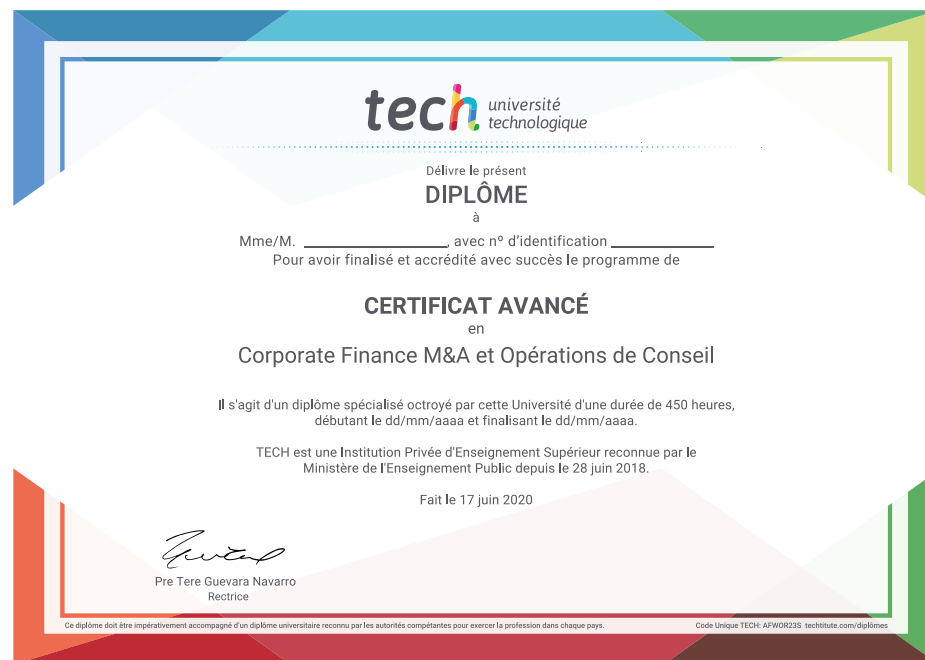 tech université
technologique
Délivre le présent
DIPLÔME
à
Mme/M. ______________, avec nº d'identification __________
Pour avoir finalisé et accrédité avec succès le programme de
CERTIFICAT AVANCÉ
en
Corporate Finance M&A et Opérations de Conseil
Il s'agit d'un diplôme spécialisé octroyé par cette Université d'une durée de 450 heures,
débutant le dd/mm/aaaa et finalisant le dd/mm/aaaa.
TECH est une Institution Privée d'Enseignement Supérieur reconnue par le
Ministère de l'Enseignement Public depuis le 28 juin 2018.
Fait le 17 juin 2020
Pre Tere Guevara Navarro
Rectrice
Ce diplôme doit être impérativement accompagné d'un diplôme universitaire reconnu par les autorités compétentes pour exercer la profession dans chaque pays.
Code Unique TECH: AFWOR23S techtitute.com/diplômes